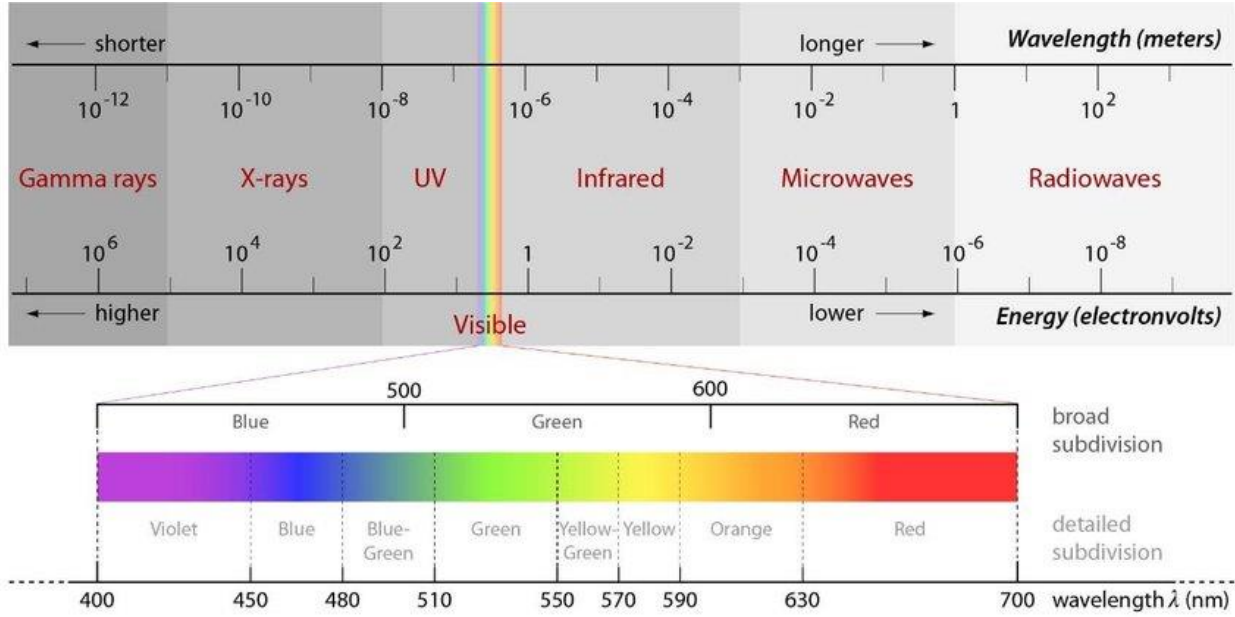 ← shorter longer → Wavelength (meters)
10⁻¹² 10⁻¹⁰ 10⁻⁸ 10⁻⁶ 10⁻⁴ 10⁻² 1 10²
Gamma rays X-rays UV Infrared Microwaves Radiowaves
10⁶ 10⁴ 10² 1 10⁻² 10⁻⁴ 10⁻⁶ 10⁻⁸
← higher lower → Energy (electronvolts)
Visible
500 600
Blue Green Red broad
subdivision
Violet Blue Blue- Green Yellow- Yellow Orange Red detailed
Green Green subdivision
400 450 480 510 550 570 590 630 700 wavelength λ (nm)